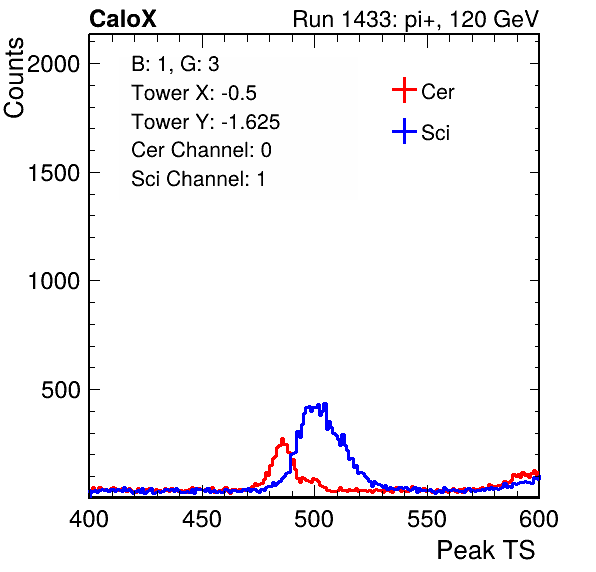 CaloX Run 1433: pi+, 120 GeV
Counts
2000
1500
1000
500
B: 1, G: 3
Tower X: -0.5
Tower Y: -1.625
Cer Channel: 0
Sci Channel: 1
Cer
Sci
400 450 500 550 600
Peak TS